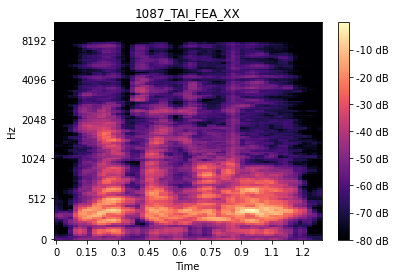 1087_TAI_FEA_XX
8192
4096
2048
1024
512
0
Hz
0 0.15 0.3 0.45 0.6 0.75 0.9 1.1 1.2
Time
-10 dB
-20 dB
-30 dB
-40 dB
-50 dB
-60 dB
-70 dB
-80 dB